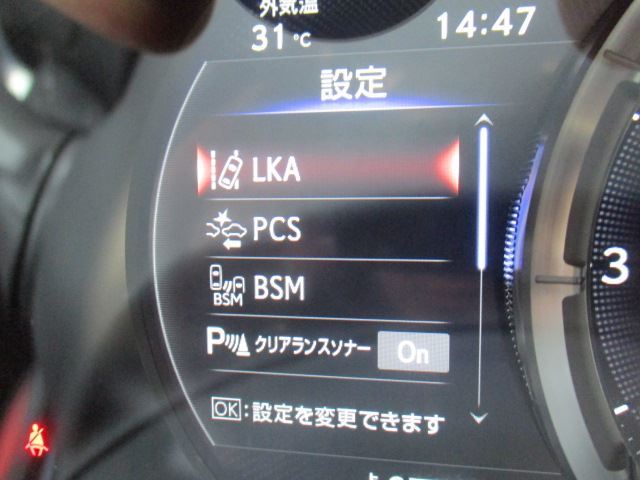 外気温
31℃ 14:47
設定
LKA
PCS
BSM BSM
P クリアランスソナー On
OK:設定を変更できます
3